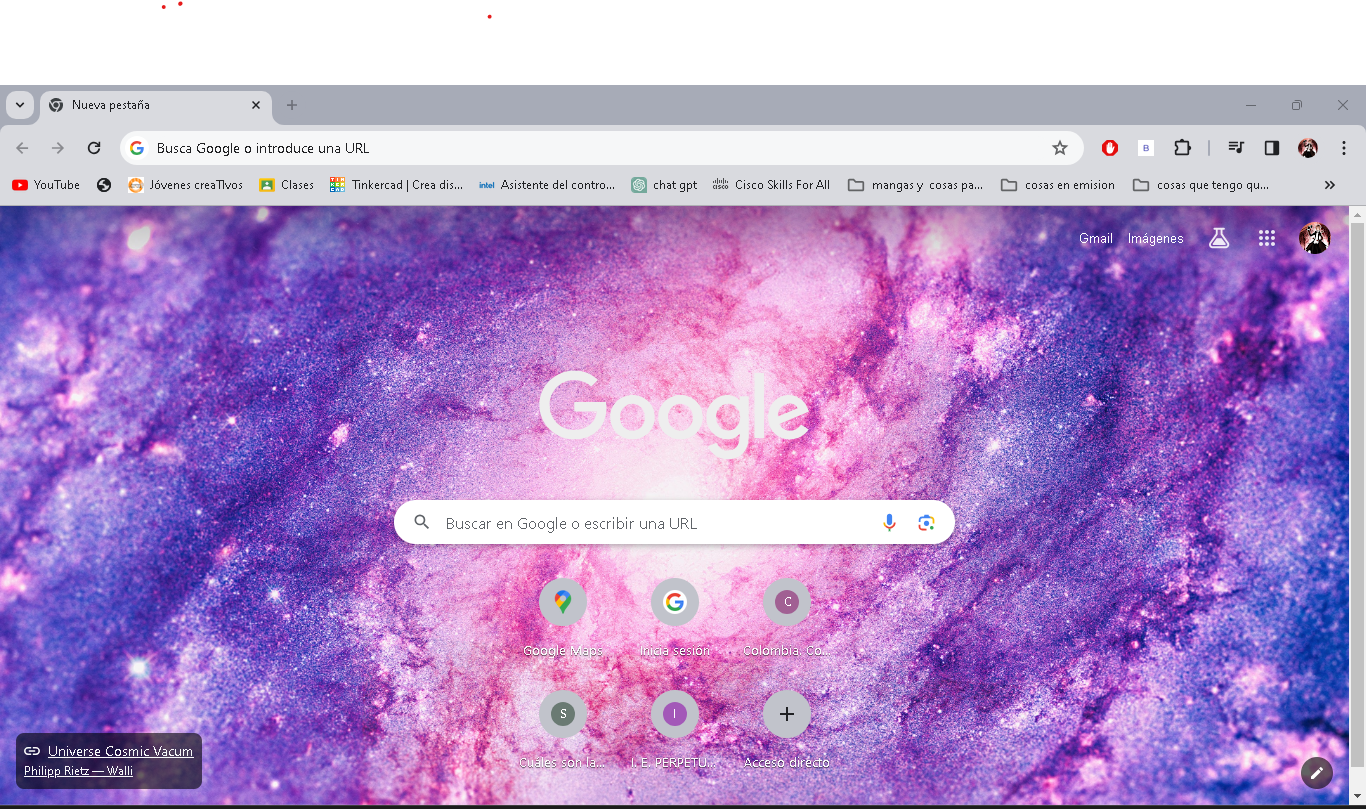 Nueva pestaña
Busca Google o introduce una URL
B
YouTube Jóvenes creaTIvos Clases Tinkercad | Crea dis... intel Asistente del contro... chat gpt cisco Cisco Skills For All mangas y cosas pa... cosas en emision cosas que tengo qu...
Gmail Imágenes
Google
Buscar en Google o escribir una URL
C
Google Maps Inicia sesión Colombia. Co...
S I
Cuáles son la... I. E. PERPETU... Acceso directo
Universe Cosmic Vacum
Philipp Rietz — Walli